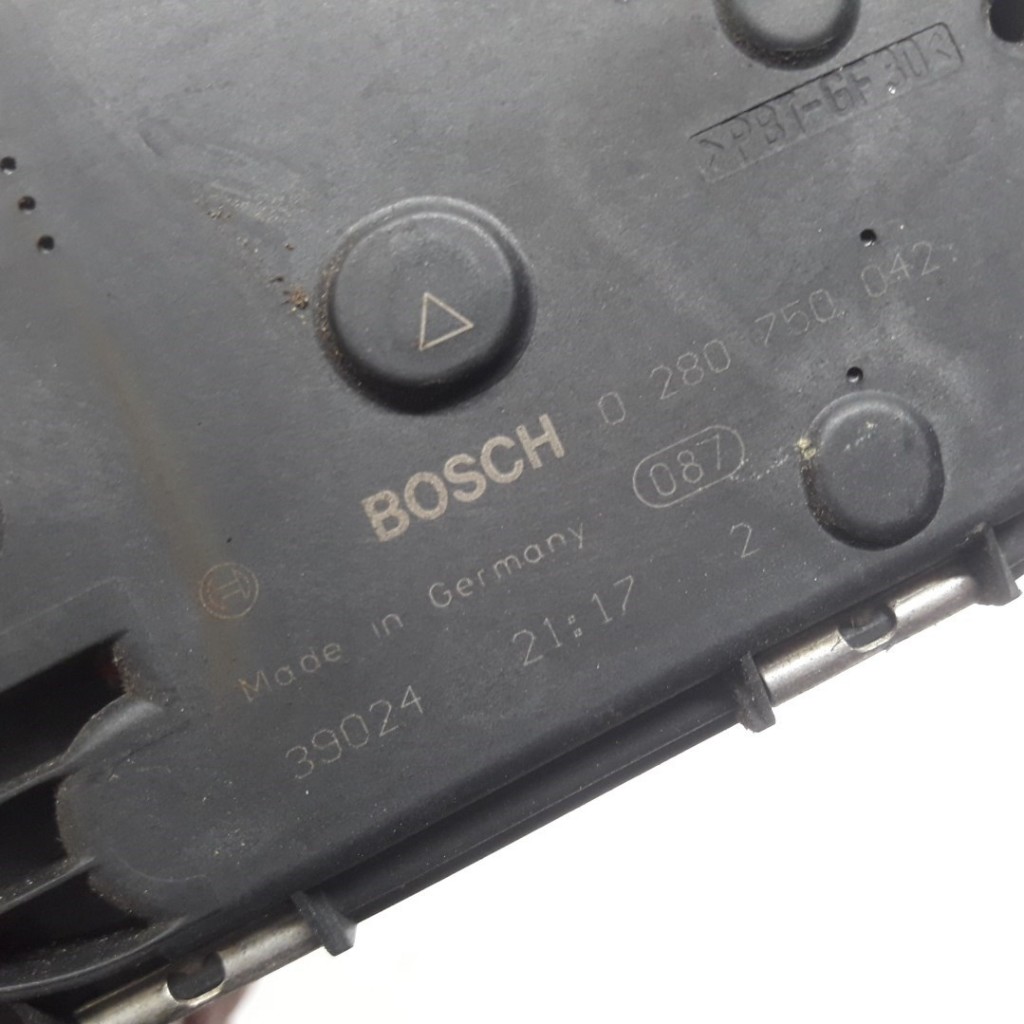 >PBT-GF30<
BOSCH 0 280 750 042
087
Made in Germany
39024 21:17 2